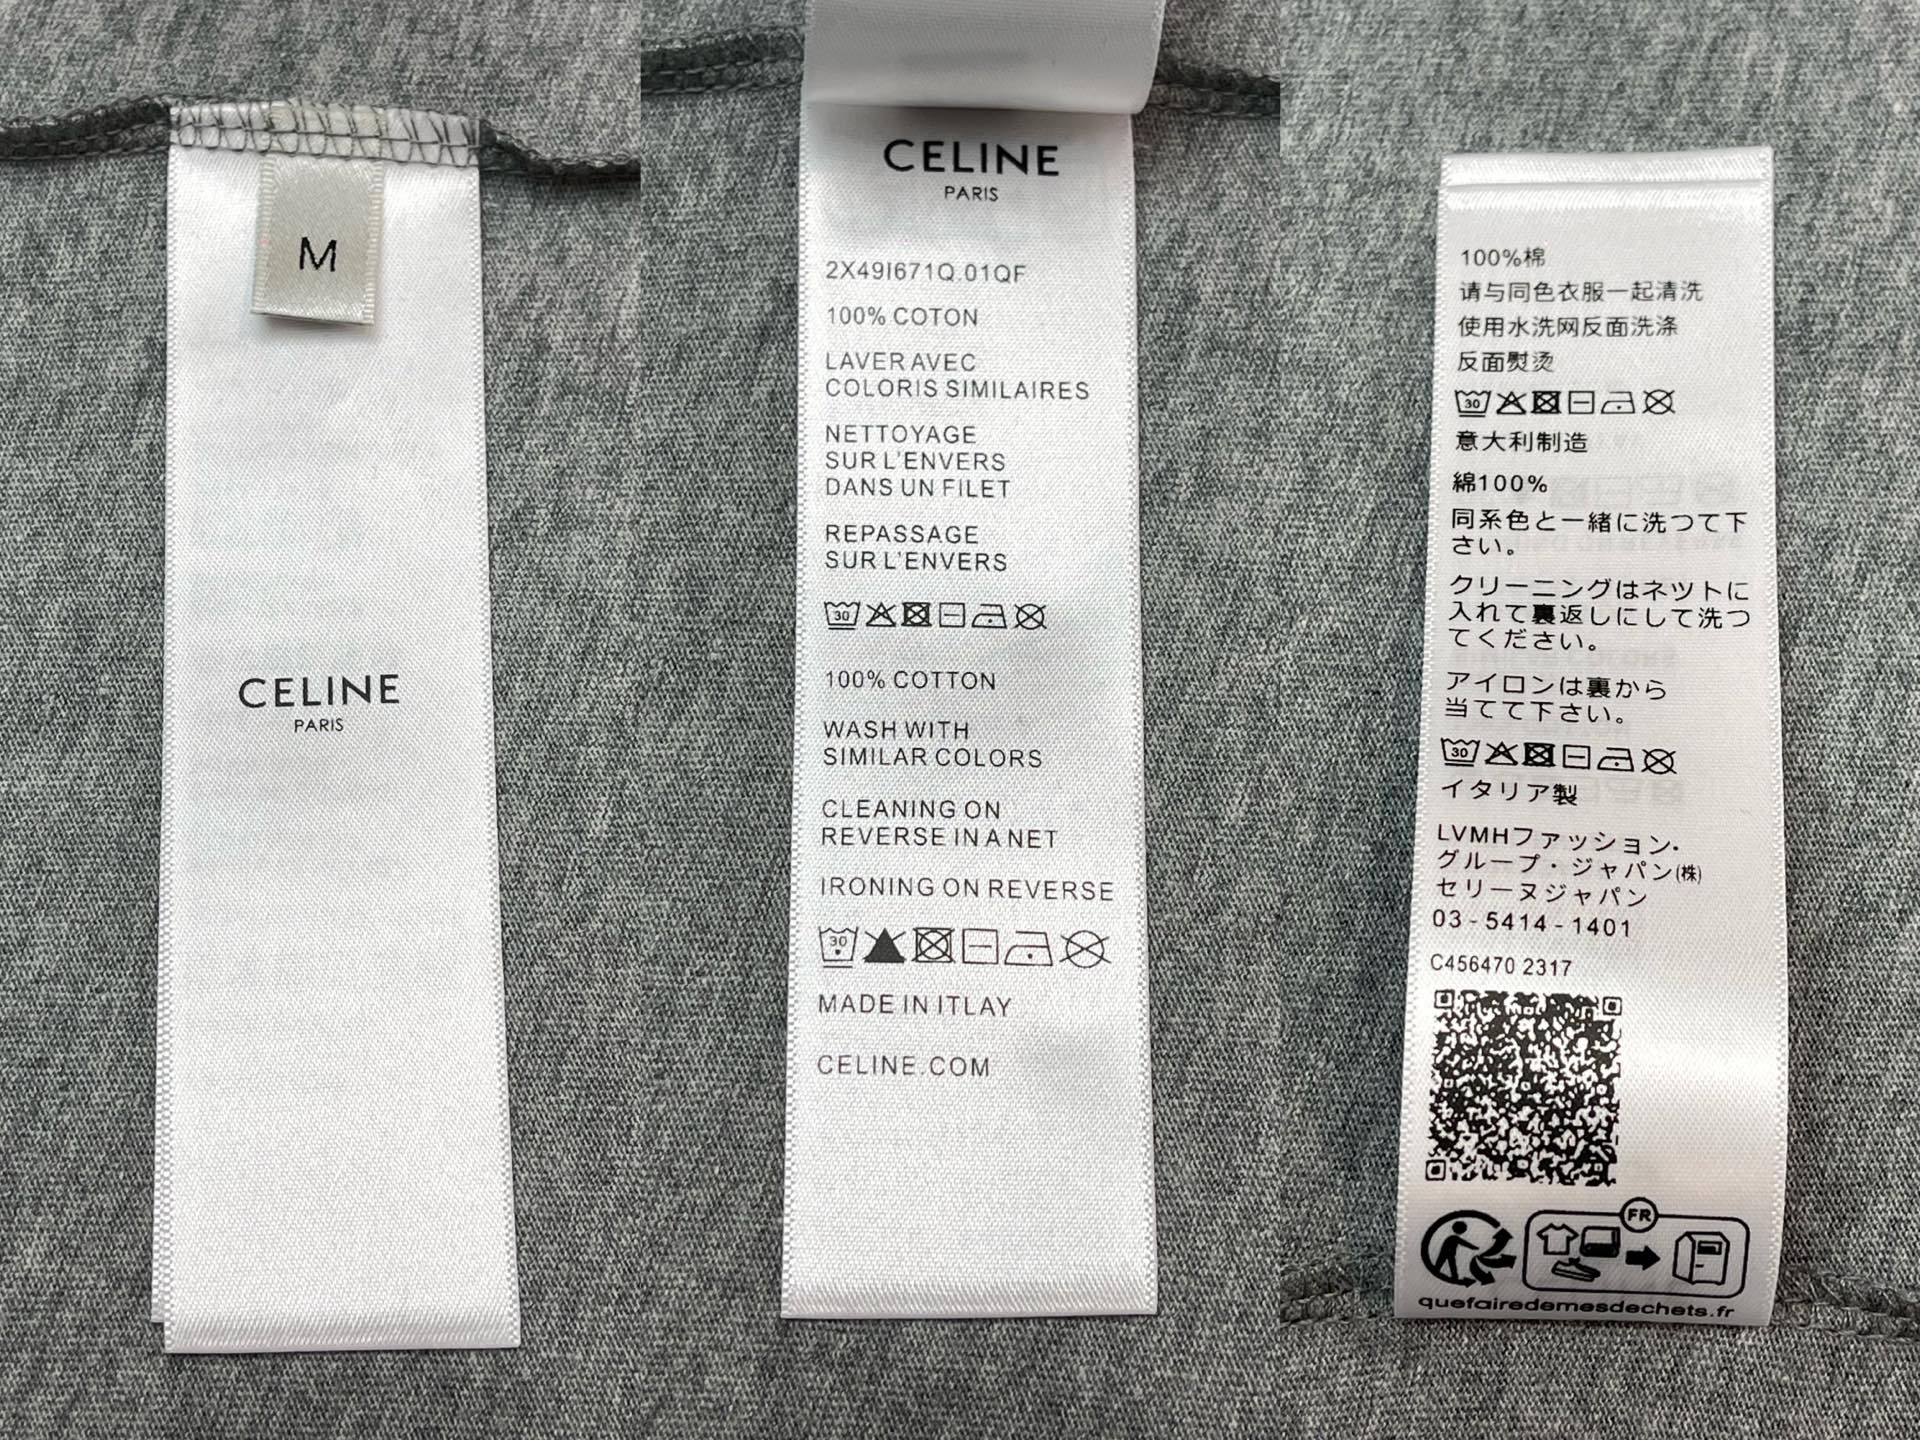 M
CELINE
PARIS
CELINE
PARIS
2X49I671Q.01QF
100% COTON
LAVER AVEC
COLORIS SIMILAIRES
NETTOYAGE
SUR L'ENVERS
DANS UN FILET
REPASSAGE
SUR L'ENVERS
30
100% COTTON
WASH WITH
SIMILAR COLORS
CLEANING ON
REVERSE IN A NET
IRONING ON REVERSE
30
MADE IN ITLAY
CELINE.COM
100%棉
请与同色衣服一起清洗
使用水洗网反面洗涤
反面熨烫
30
意大利制造
綿100%
同系色と一緒に洗つて下
さい。
クリーニングはネツトに
入れて裏返しにして洗つ
てください。
アイロンは裏から
当てて下さい。
30
イタリア製
LVMHファッション・
グループ・ジャパン㈱
セリーヌジャパン
03-5414-1401
C456470 2317
FR
quefairedemesdechets.fr